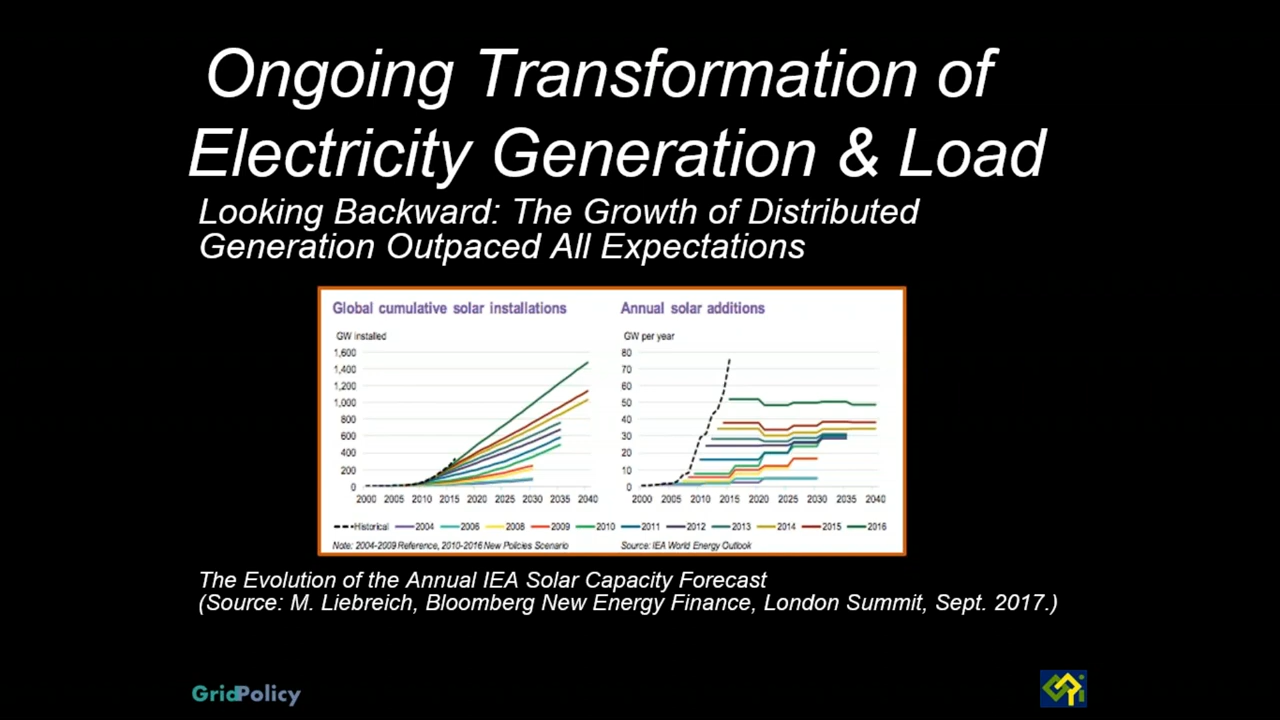 Ongoing Transformation of
Electricity Generation & Load
Looking Backward: The Growth of Distributed
Generation Outpaced All Expectations
Global cumulative solar installations
GW installed
1,600
1,400
1,200
1,000
800
600
400
200
0
2000 2005 2010 2015 2020 2025 2030 2035 2040
Annual solar additions
GW per year
80
70
60
50
40
30
20
10
0
2000 2005 2010 2015 2020 2025 2030 2035 2040
Historical 2004 2006 2008 2009 2010 2011 2012 2013 2014 2015 2016
Note: 2004-2009 Reference, 2010-2016 New Policies Scenario
Source: IEA World Energy Outlook
The Evolution of the Annual IEA Solar Capacity Forecast
(Source: M. Liebreich, Bloomberg New Energy Finance, London Summit, Sept. 2017.)
GridPolicy